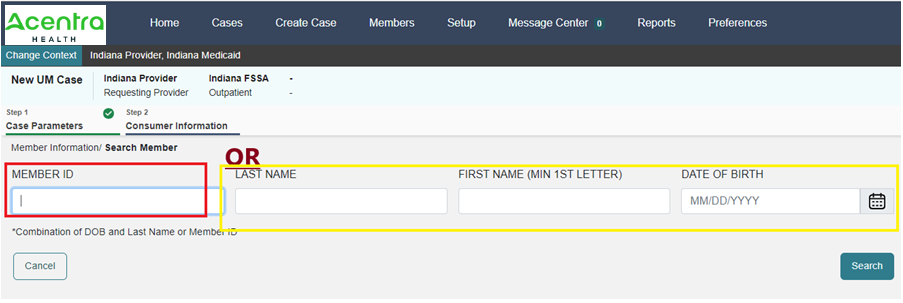 Acentra
HEALTH
Home Cases Create Case Members Setup Message Center 0 Reports Preferences
Change Context Indiana Provider, Indiana Medicaid
New UM Case Indiana Provider Indiana FSSA -
Requesting Provider Outpatient -
Step 1 Step 2
Case Parameters Consumer Information
Member Information/ Search Member
OR
MEMBER ID LAST NAME FIRST NAME (MIN 1ST LETTER) DATE OF BIRTH
MM/DD/YYYY
*Combination of DOB and Last Name or Member ID
Cancel Search